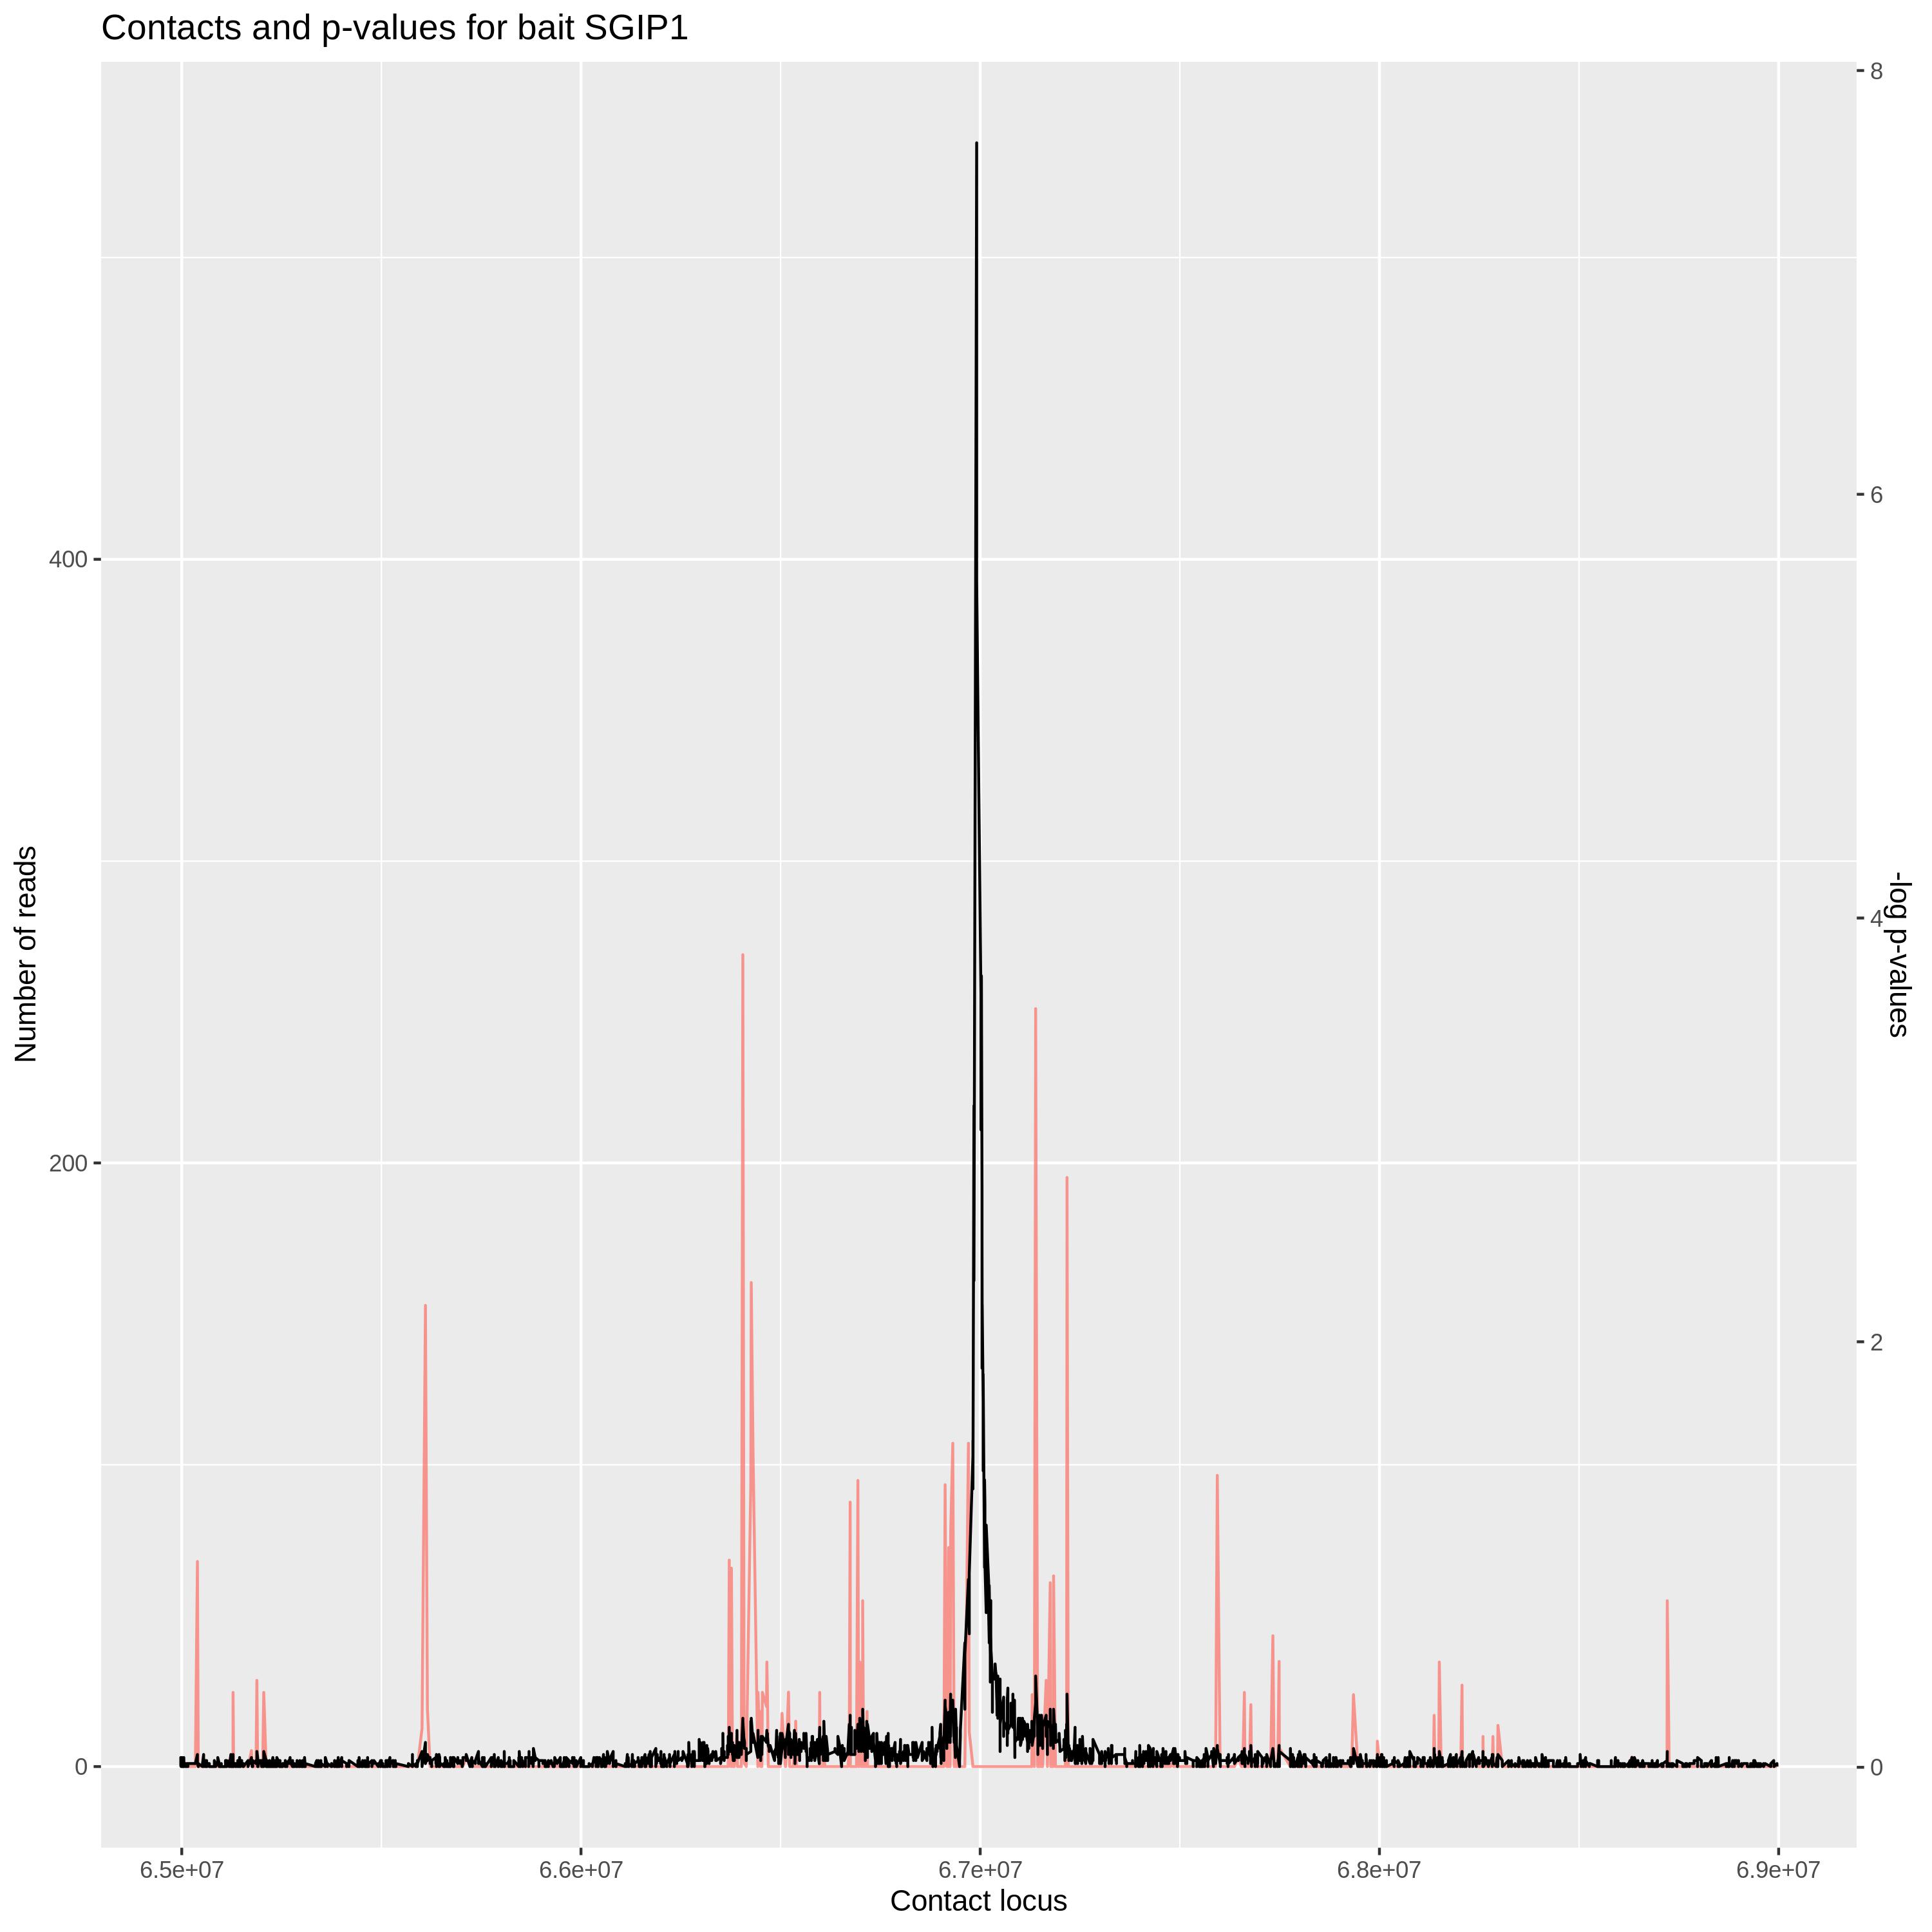 Contacts and p-values for bait SGIP1
Number of reads
400
200
0
8
6
4
2
0
-log p-values
6.5e+07 6.6e+07 6.7e+07 6.8e+07 6.9e+07
Contact locus